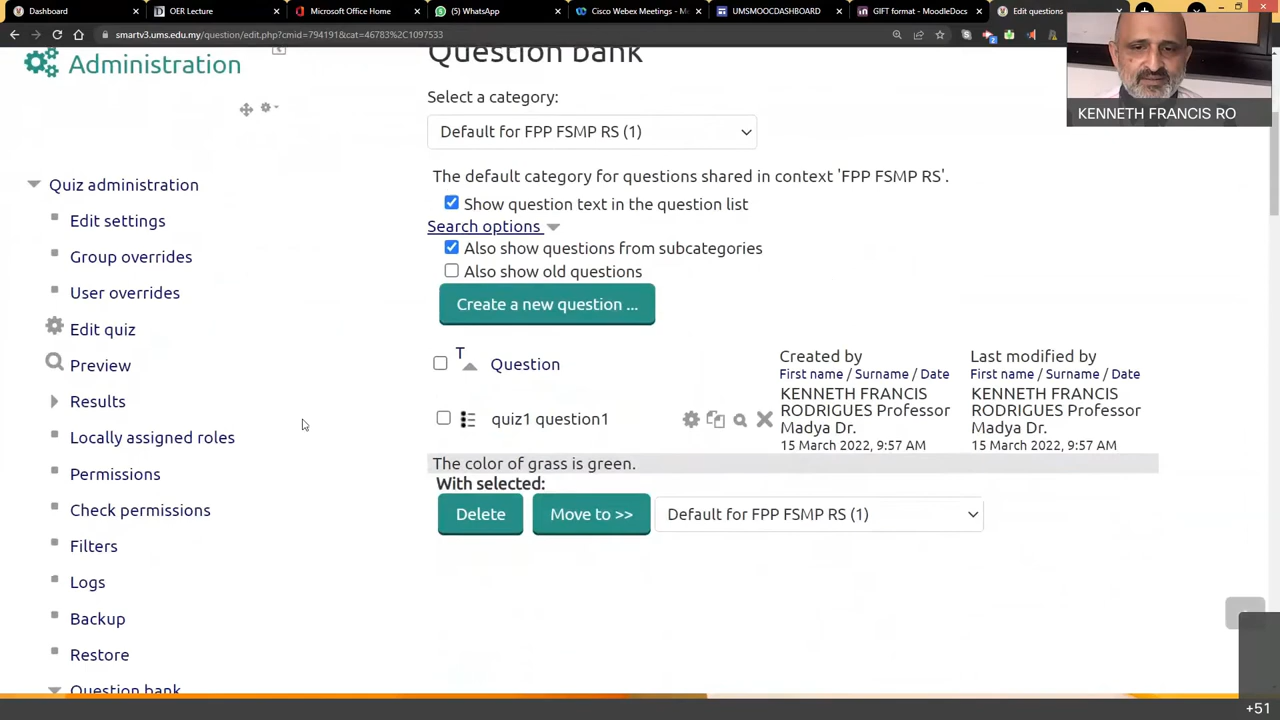 Dashboard
OER Lecture
Microsoft Office Home
(5) WhatsApp
Cisco Webex Meetings - Me
UMSMOOCDASHBOARD
GIFT format - MoodleDocs
Edit questions
smartv3.ums.edu.my/question/edit.php?cmid=794191&cat=46783%2C1097533
KENNETH FRANCIS RO
Administration
Quiz administration
Edit settings
Group overrides
User overrides
Edit quiz
Preview
Results
Locally assigned roles
Permissions
Check permissions
Filters
Logs
Backup
Restore
Question bank
Question bank
Select a category:
Default for FPP FSMP RS (1)
The default category for questions shared in context 'FPP FSMP RS'.
Show question text in the question list
Search options
Also show questions from subcategories
Also show old questions
Create a new question ...
T
Question
Created by
First name / Surname / Date
Last modified by
First name / Surname / Date
quiz1 question1
KENNETH FRANCIS
RODRIGUES Professor
Madya Dr.
15 March 2022, 9:57 AM
KENNETH FRANCIS
RODRIGUES Professor
Madya Dr.
15 March 2022, 9:57 AM
The color of grass is green.
With selected:
Delete
Move to >>
Default for FPP FSMP RS (1)
+51